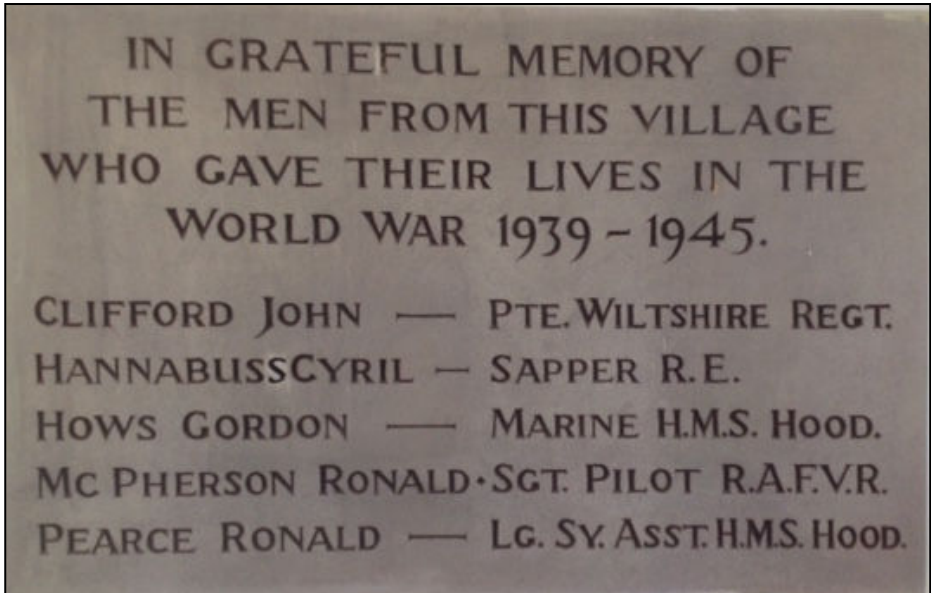 IN GRATEFUL MEMORY OF
THE MEN FROM THIS VILLAGE
WHO GAVE THEIR LIVES IN THE
WORLD WAR 1939 - 1945.
CLIFFORD JOHN — PTE. WILTSHIRE REGT.
HANNABUSSCYRIL — SAPPER R.E.
HOWS GORDON — MARINE H.M.S. HOOD.
MC PHERSON RONALD · SGT. PILOT R.A.F.V.R.
PEARCE RONALD — LG. SY. ASST. H.M.S. HOOD.